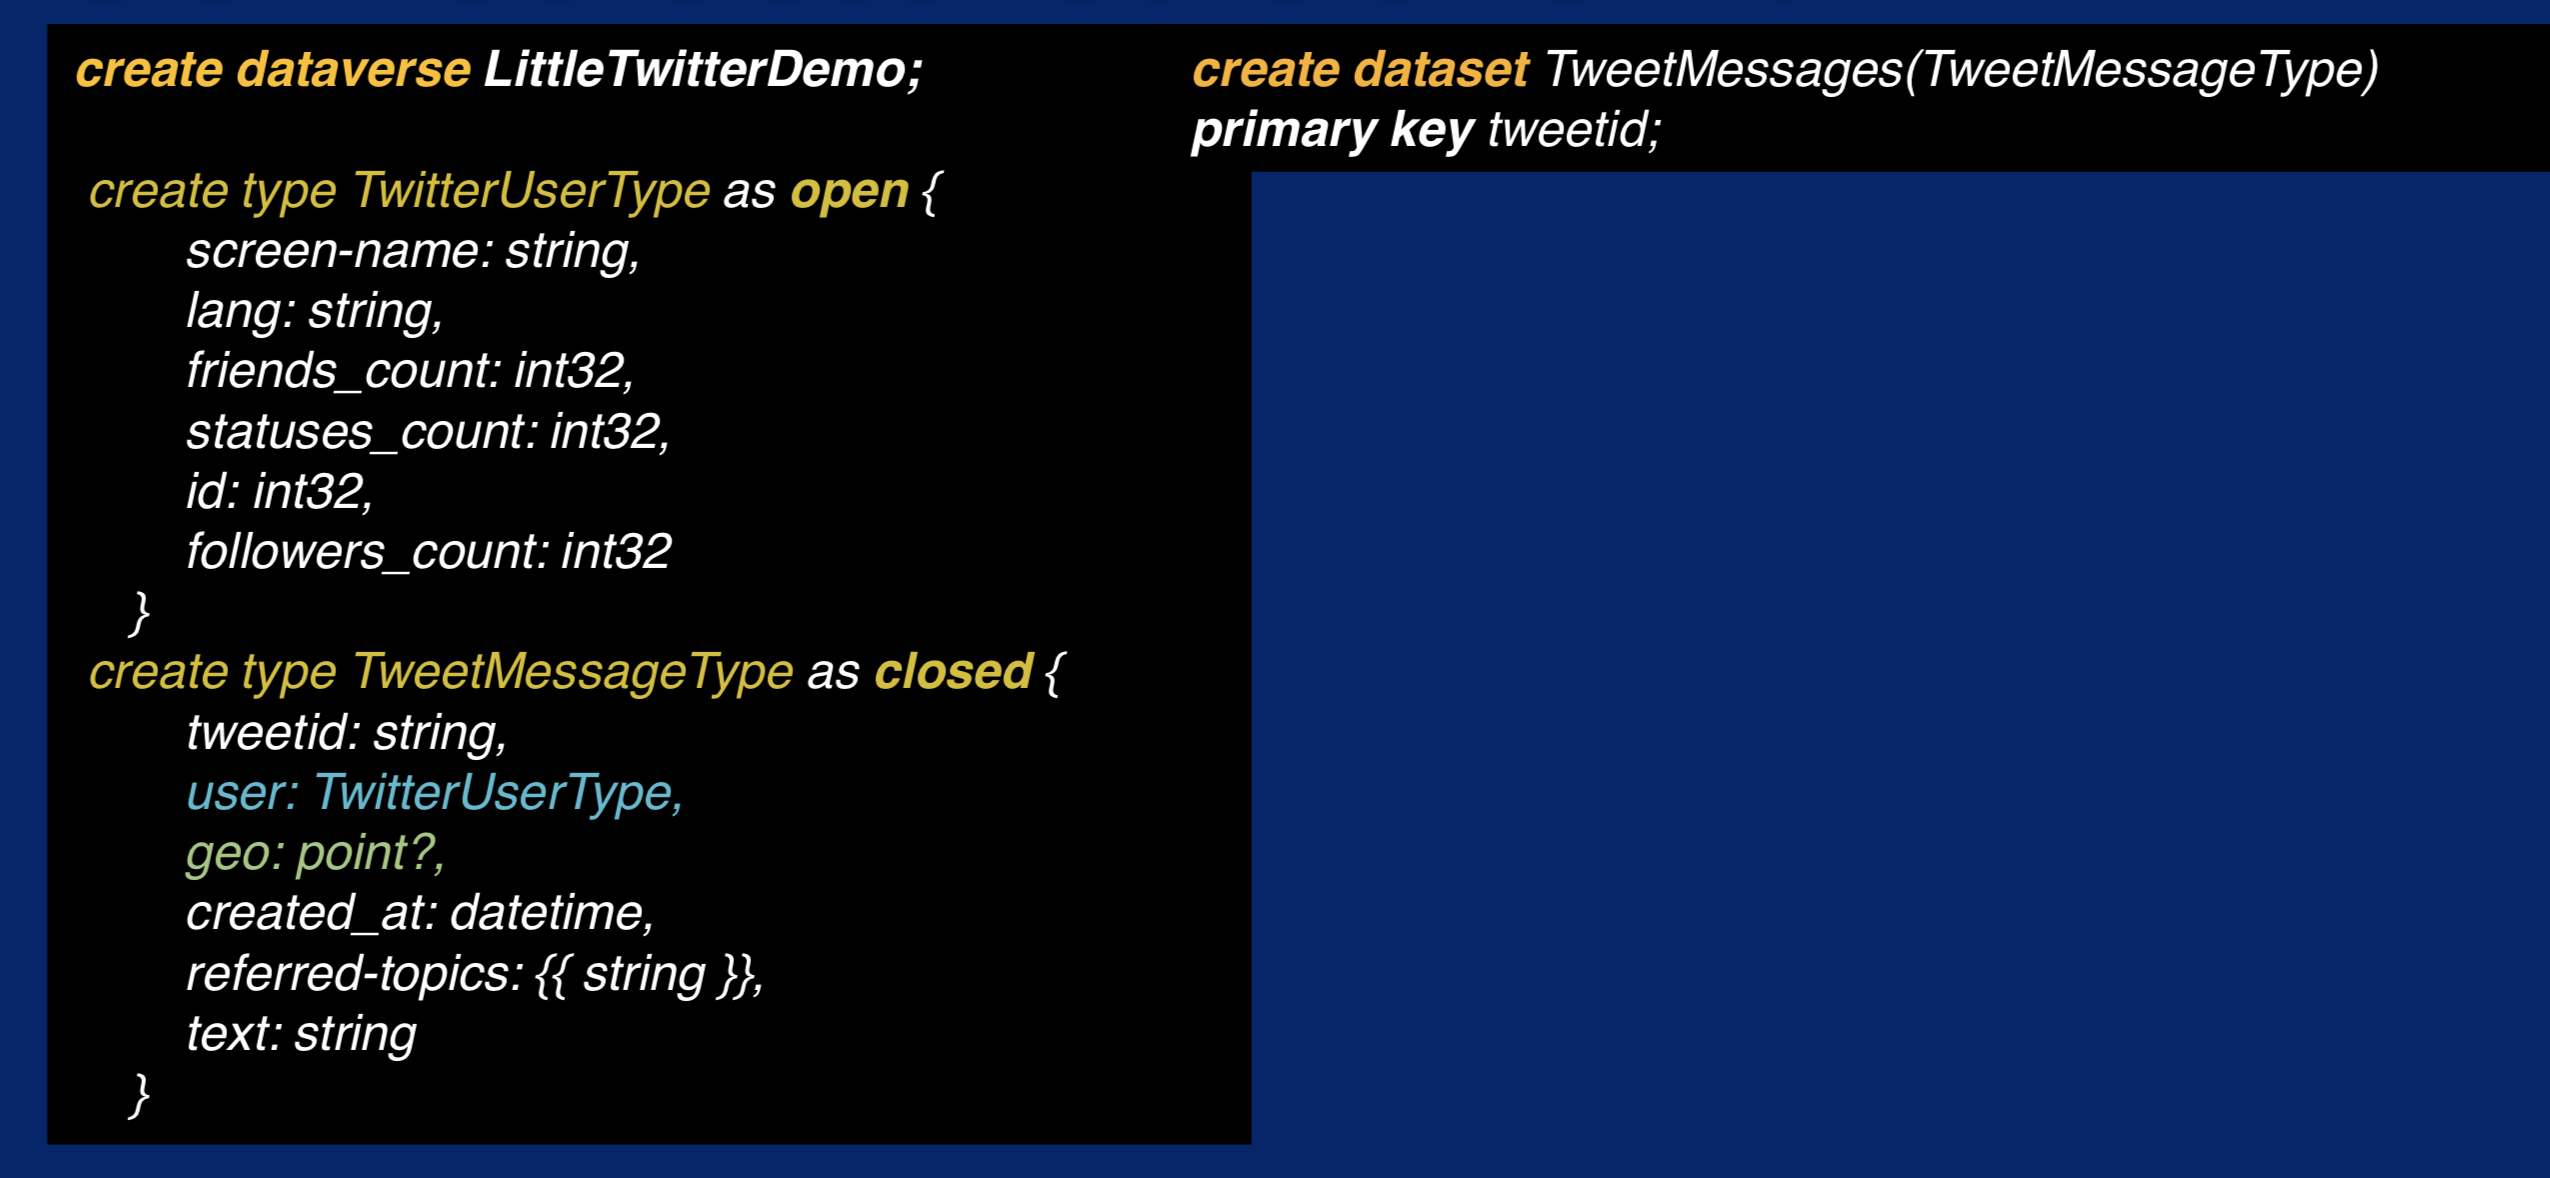 create dataverse LittleTwitterDemo;
create type TwitterUserType as open {
screen-name: string,
lang: string,
friends_count: int32,
statuses_count: int32,
id: int32,
followers_count: int32
}
create type TweetMessageType as closed {
tweetid: string,
user: TwitterUserType,
geo: point?,
created_at: datetime,
referred-topics: {{ string }},
text: string
}
create dataset TweetMessages(TweetMessageType)
primary key tweetid;